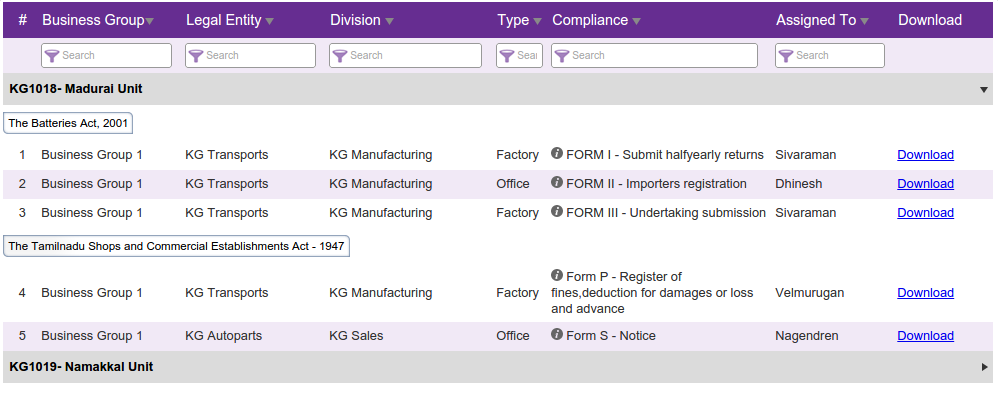 # Business Group Legal Entity Division Type Compliance Assigned To Download
Search Search Search Sear Search Search
KG1018- Madurai Unit
The Batteries Act, 2001
1 Business Group 1 KG Transports KG Manufacturing Factory FORM I - Submit halfyearly returns Sivaraman Download
2 Business Group 1 KG Transports KG Manufacturing Office FORM II - Importers registration Dhinesh Download
3 Business Group 1 KG Transports KG Manufacturing Factory FORM III - Undertaking submission Sivaraman Download
The Tamilnadu Shops and Commercial Establishments Act - 1947
4 Business Group 1 KG Transports KG Manufacturing Factory Form P - Register of
fines,deduction for damages or loss
and advance Velmurugan Download
5 Business Group 1 KG Autoparts KG Sales Office Form S - Notice Nagendren Download
KG1019- Namakkal Unit